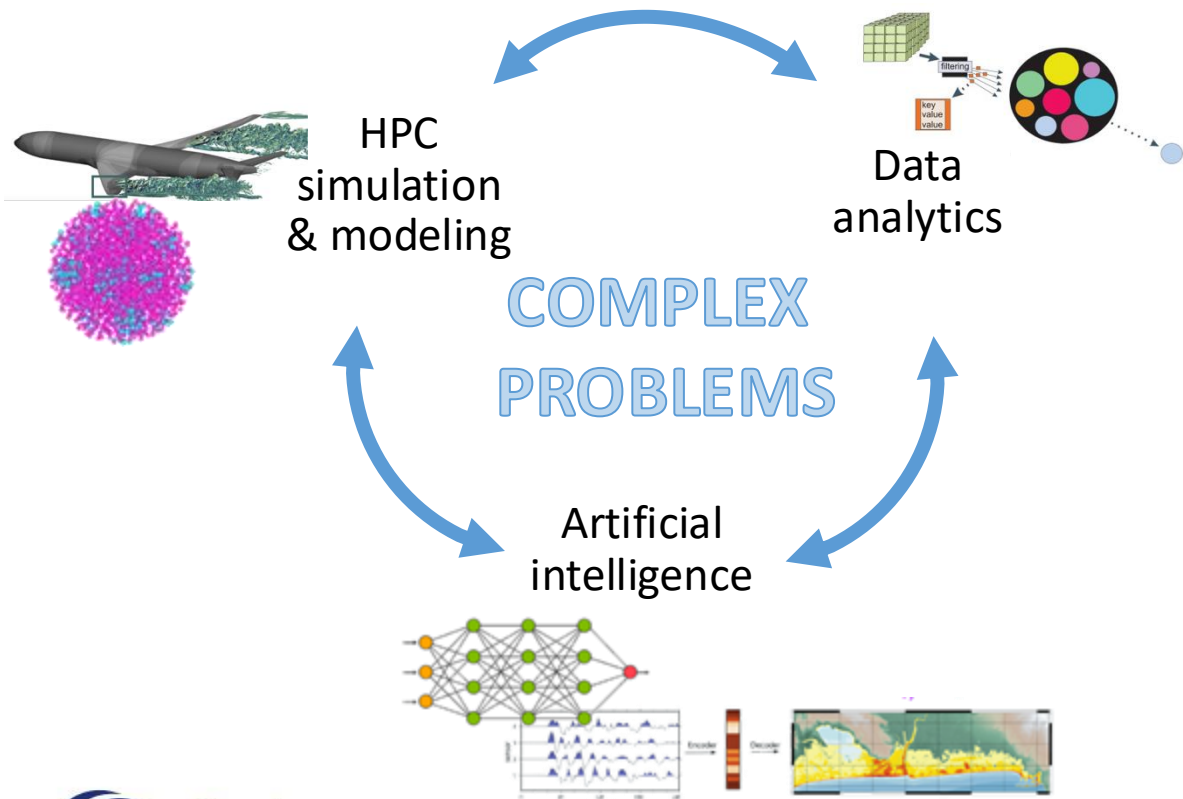 HPC
simulation
& modeling
filtering
key
value
value
Data
analytics
COMPLEX
PROBLEMS
Artificial
intelligence
Encoder
Decoder